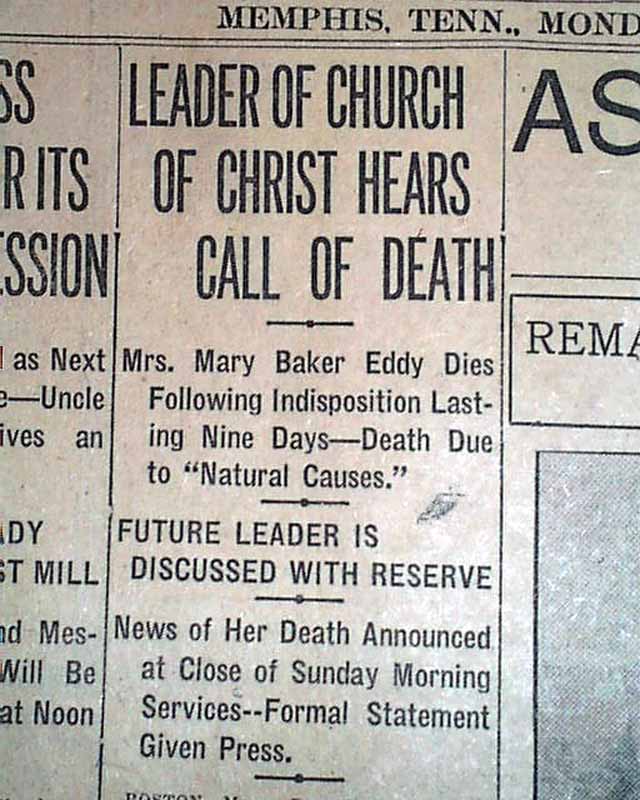 MEMPHIS, TENN., MOND
SS
R ITS
ESSION
as Next
e—Uncle
ives an
ADY
ST MILL
nd Mes-
Will Be
at Noon
LEADER OF CHURCH
OF CHRIST HEARS
CALL OF DEATH
Mrs. Mary Baker Eddy Dies
Following Indisposition Last-
ing Nine Days—Death Due
to “Natural Causes.”
FUTURE LEADER IS
DISCUSSED WITH RESERVE
News of Her Death Announced
at Close of Sunday Morning
Services--Formal Statement
Given Press.
BOSTON,
AS
REMA